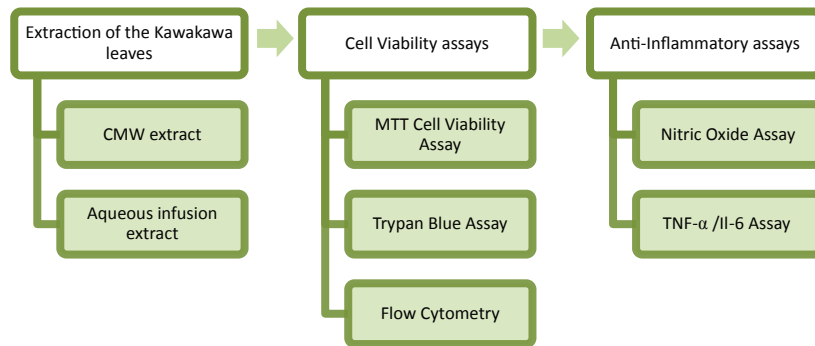 Extraction of the Kawakawa
leaves
CMW extract
Aqueous infusion
extract
Cell Viability assays
MTT Cell Viability
Assay
Trypan Blue Assay
Flow Cytometry
Anti-Inflammatory assays
Nitric Oxide Assay
TNF-α /Il-6 Assay